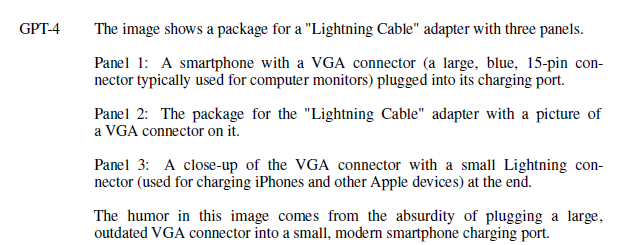 GPT-4 The image shows a package for a "Lightning Cable" adapter with three panels.
Panel 1: A smartphone with a VGA connector (a large, blue, 15-pin con-
nector typically used for computer monitors) plugged into its charging port.
Panel 2: The package for the "Lightning Cable" adapter with a picture of
a VGA connector on it.
Panel 3: A close-up of the VGA connector with a small Lightning con-
nector (used for charging iPhones and other Apple devices) at the end.
The humor in this image comes from the absurdity of plugging a large,
outdated VGA connector into a small, modern smartphone charging port.